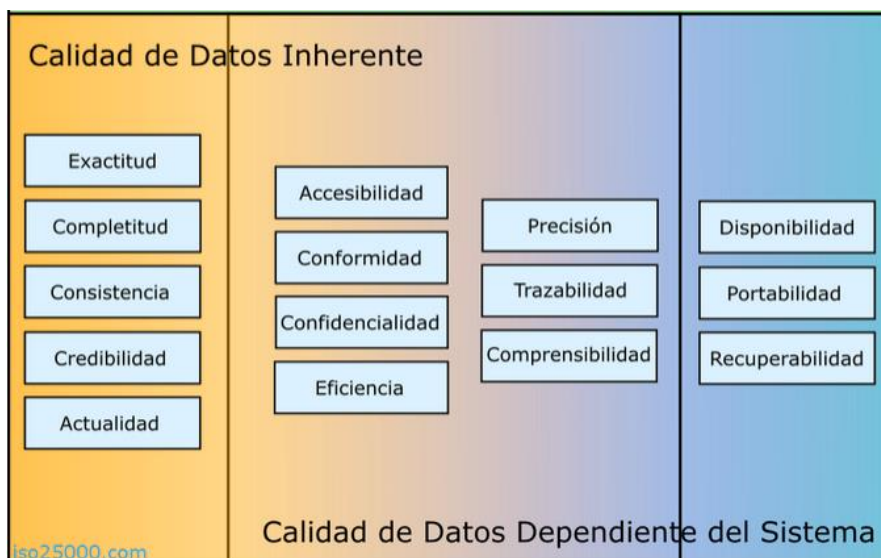 Calidad de Datos Inherente
Exactitud
Completitud
Consistencia
Credibilidad
Actualidad
Accesibilidad
Conformidad
Confidencialidad
Eficiencia
Precisión
Trazabilidad
Comprensibilidad
Disponibilidad
Portabilidad
Recuperabilidad
Calidad de Datos Dependiente del Sistema
iso25000.com